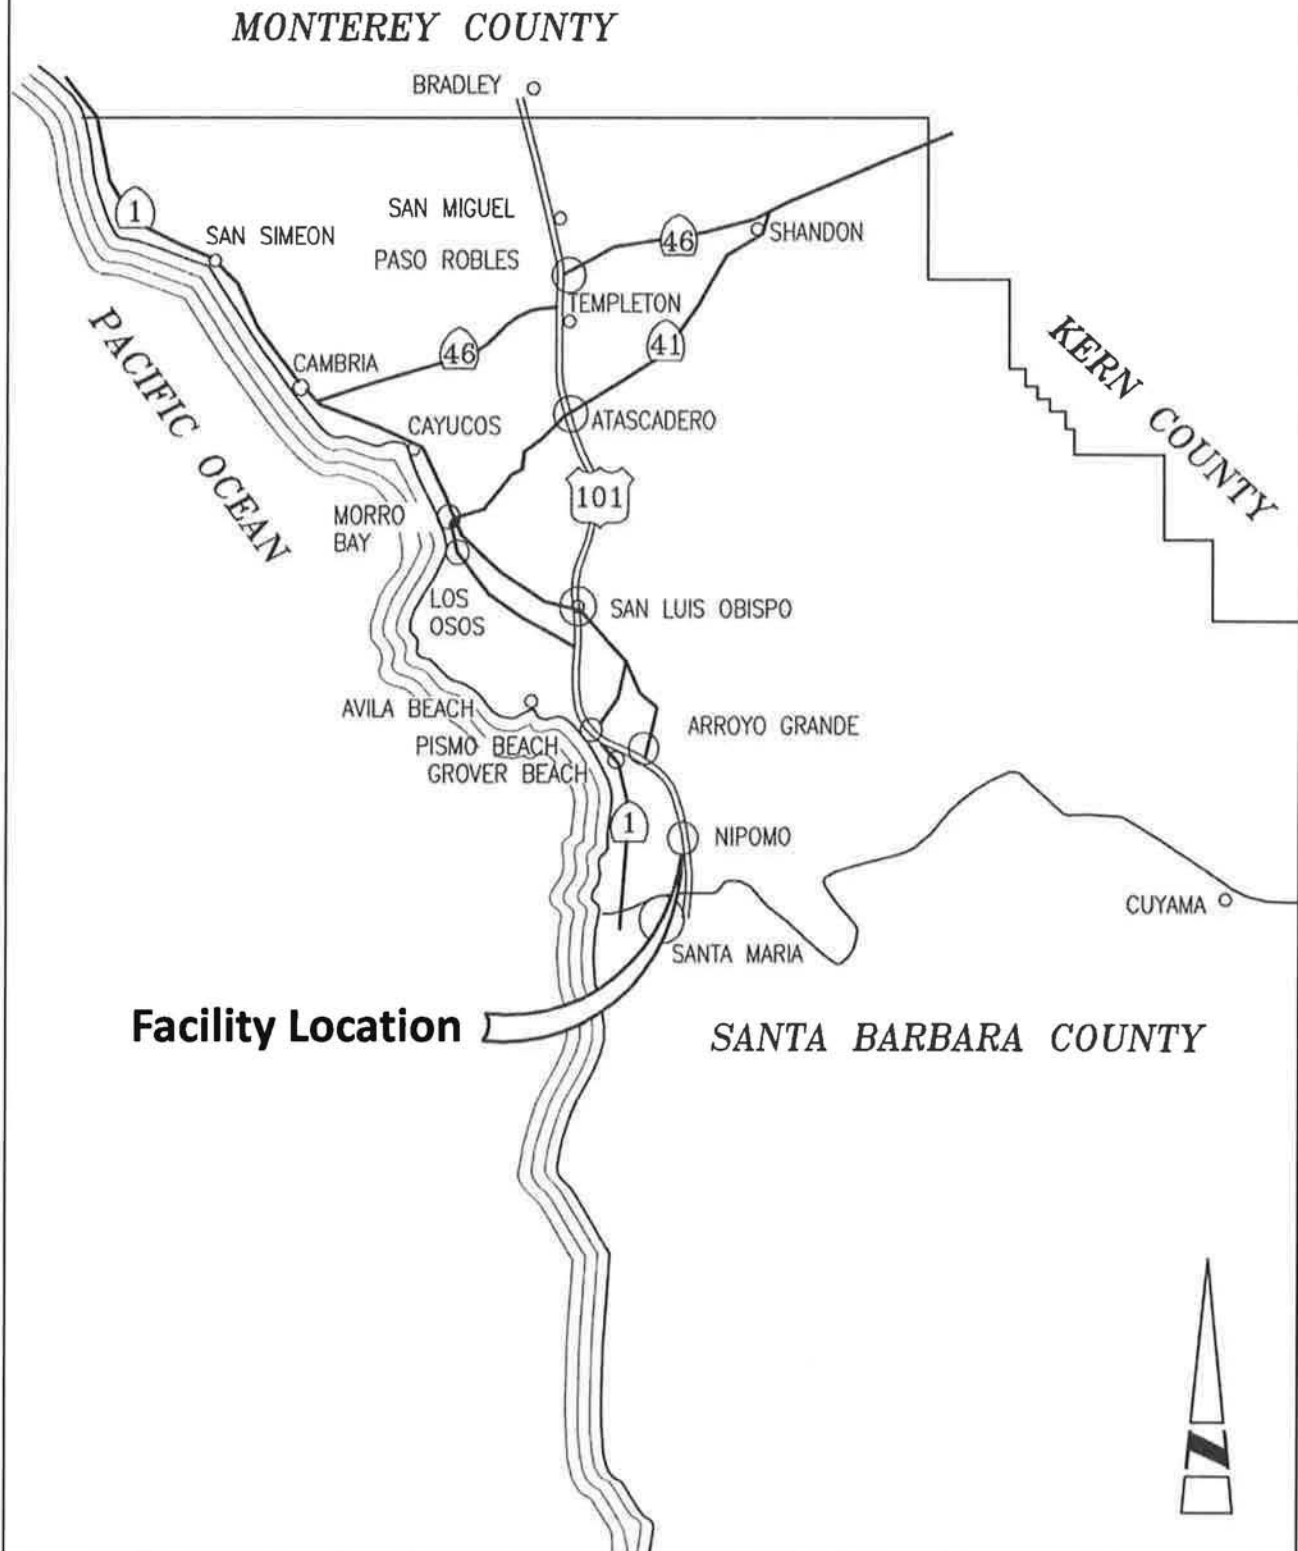 MONTEREY COUNTY
BRADLEY
1
SAN MIGUEL
46
SHANDON
SAN SIMEON
PASO ROBLES
TEMPLETON
PACIFIC OCEAN
46
41
KERN COUNTY
CAMBRIA
CAYUCOS
ATASCADERO
101
MORRO
BAY
LOS
OSOS
SAN LUIS OBISPO
AVILA BEACH
ARROYO GRANDE
PISMO BEACH
GROVER BEACH
1
NIPOMO
CUYAMA
SANTA MARIA
Facility Location
SANTA BARBARA COUNTY
N